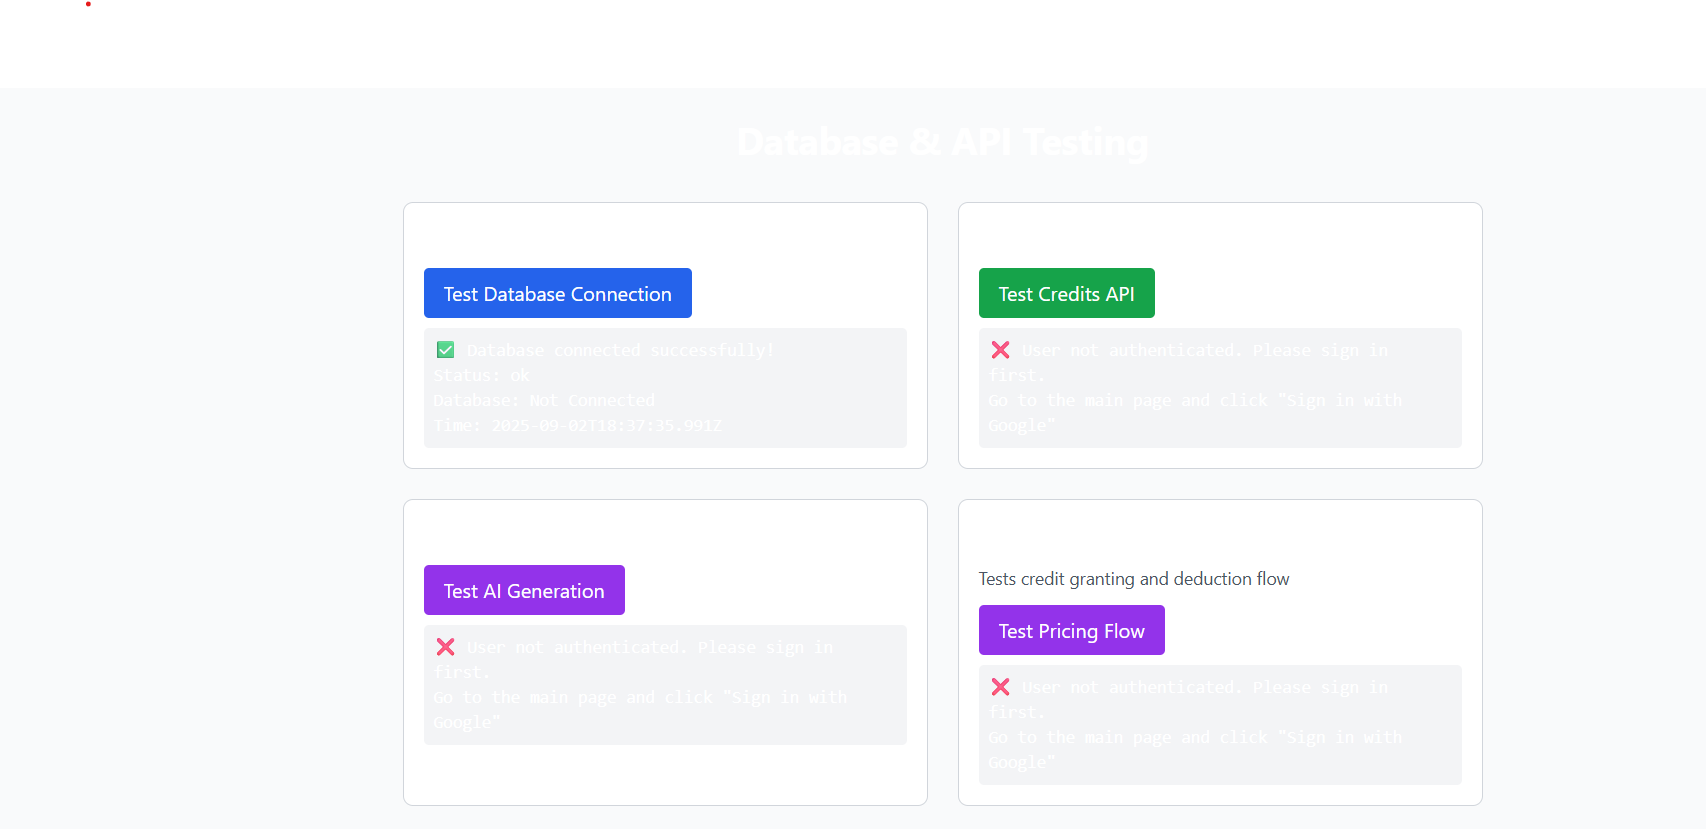 Database & API Testing
Test Database Connection
✅ Database connected successfully!
Status: ok
Database: Not Connected
Time: 2025-09-02T18:37:35.991Z
Test Credits API
❌ User not authenticated. Please sign in
first.
Go to the main page and click "Sign in with
Google"
Test AI Generation
❌ User not authenticated. Please sign in
first.
Go to the main page and click "Sign in with
Google"
Tests credit granting and deduction flow
Test Pricing Flow
❌ User not authenticated. Please sign in
first.
Go to the main page and click "Sign in with
Google"